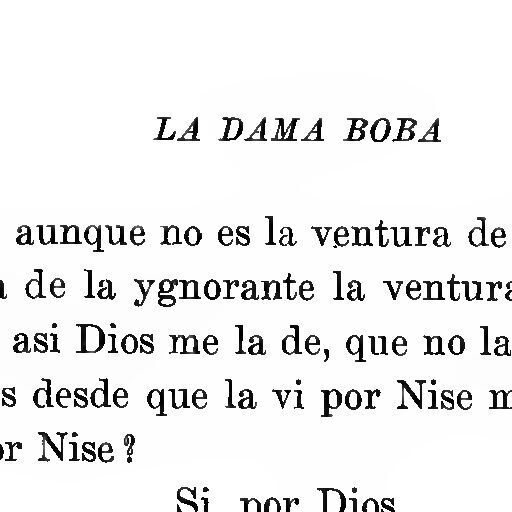 LA DAMA BOBA
aunque no es la ventura de
de la ygnorante la ventura
asi Dios me la de, que no la
desde que la vi por Nise
Nise?
Si, por Dios